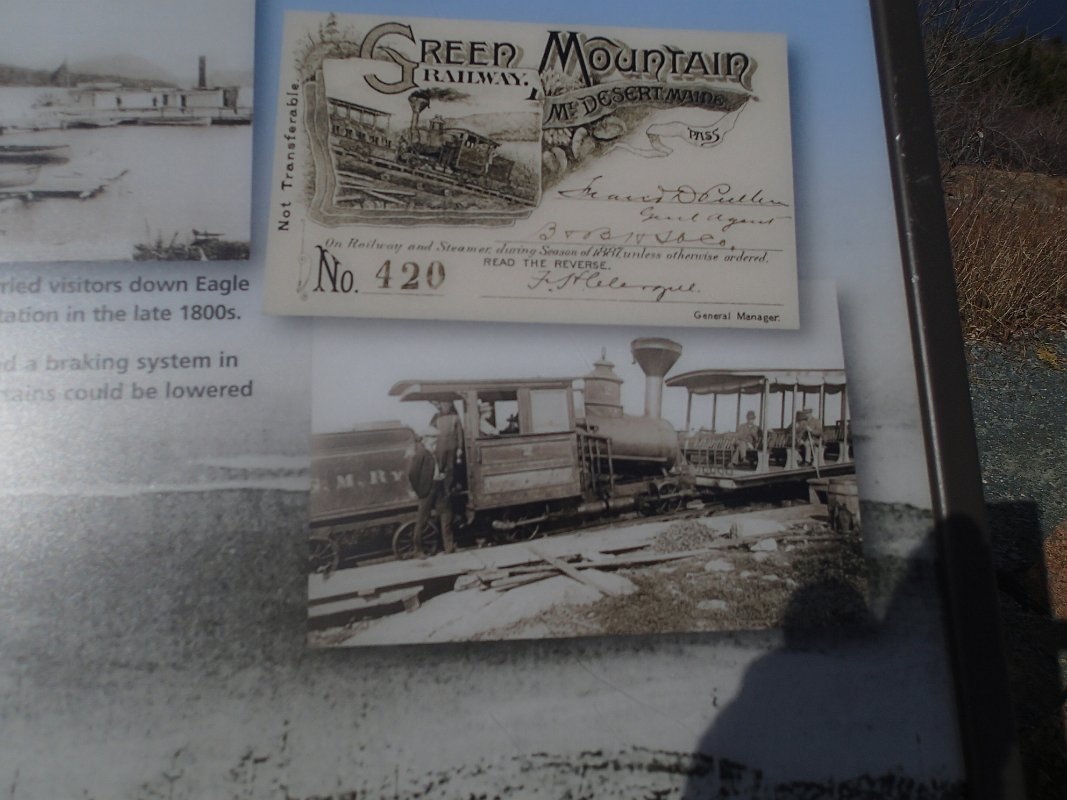 GREEN MOUNTAIN
RAILWAY.
Mt. DESERT MAINE.
PASS
Not Transferable.
Genl Agent
On Railway and Steamer, during Season of 1887, unless otherwise ordered.
READ THE REVERSE.
No. 420
General Manager.
rried visitors down Eagle
tation in the late 1800s.
d a braking system in
ains could be lowered
G. M. Ry